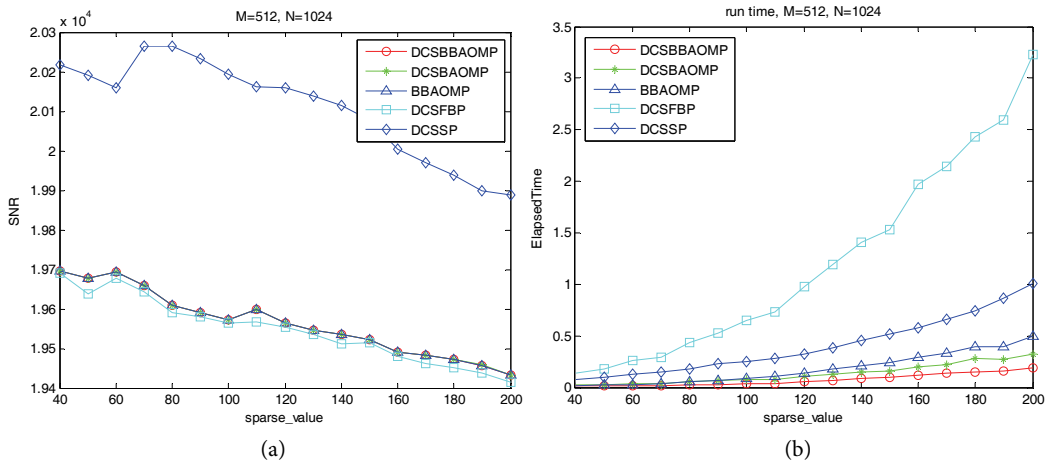 M=512, N=1024
x 10^4
2.03
2.02
2.01
2
1.99
1.98
1.97
1.96
1.95
1.94
SNR
40
60
80
100
120
140
160
180
200
sparse_value
DCSBBAOMP
DCSBAOMP
BBAOMP
DCSFBP
DCSSP
(a)
run time, M=512, N=1024
3.5
3
2.5
2
1.5
1
0.5
0
ElapsedTime
40
60
80
100
120
140
160
180
200
sparse_value
DCSBBAOMP
DCSBAOMP
BBAOMP
DCSFBP
DCSSP
(b)